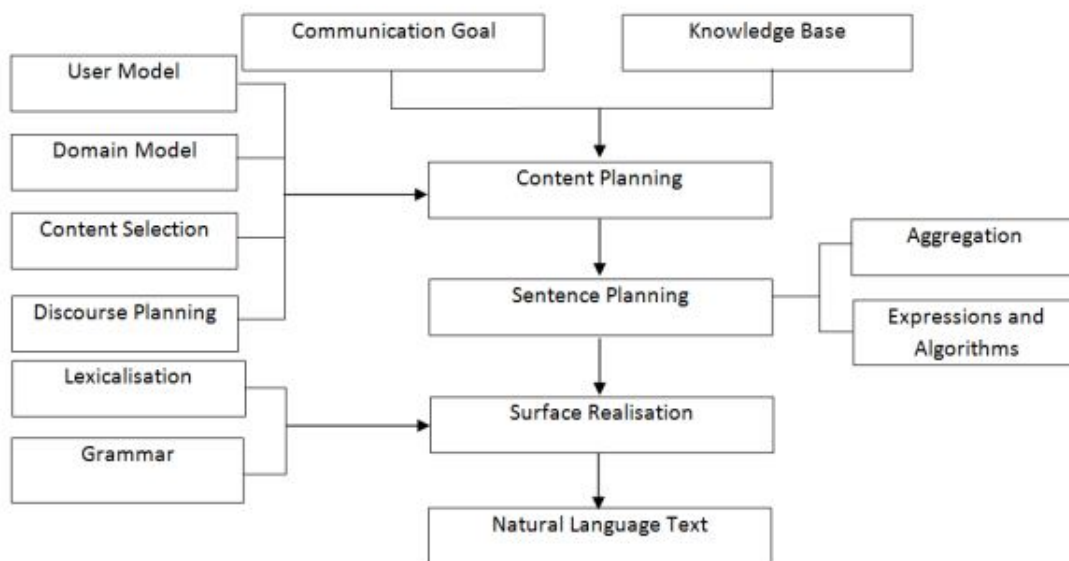 Communication Goal
Knowledge Base
User Model
Domain Model
Content Planning
Content Selection
Aggregation
Sentence Planning
Discourse Planning
Expressions and
Algorithms
Lexicalisation
Surface Realisation
Grammar
Natural Language Text